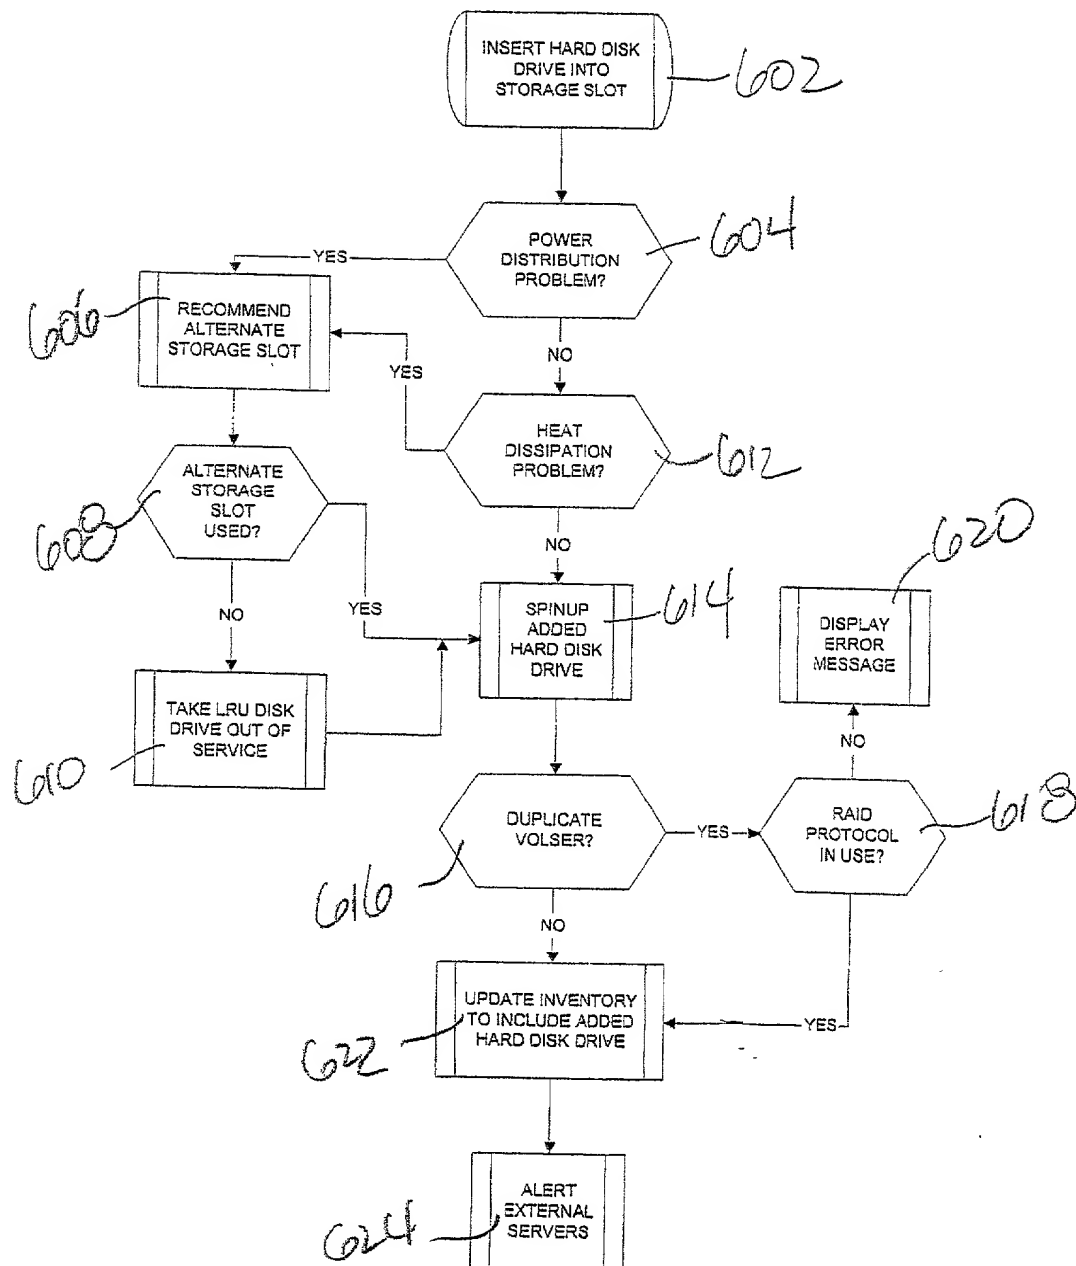 INSERT HARD DISK
DRIVE INTO
STORAGE SLOT
602
POWER
DISTRIBUTION
PROBLEM?
604
YES
606
RECOMMEND
ALTERNATE
STORAGE SLOT
NO
YES
HEAT
DISSIPATION
PROBLEM?
612
ALTERNATE
STORAGE
SLOT
USED?
608
NO
YES
NO
SPINUP
ADDED
HARD DISK
DRIVE
614
620
DISPLAY
ERROR
MESSAGE
TAKE LRU DISK
DRIVE OUT OF
SERVICE
610
NO
DUPLICATE
VOLSER?
616
YES
RAID
PROTOCOL
IN USE?
618
NO
YES
UPDATE INVENTORY
TO INCLUDE ADDED
HARD DISK DRIVE
622
ALERT
EXTERNAL
SERVERS
624